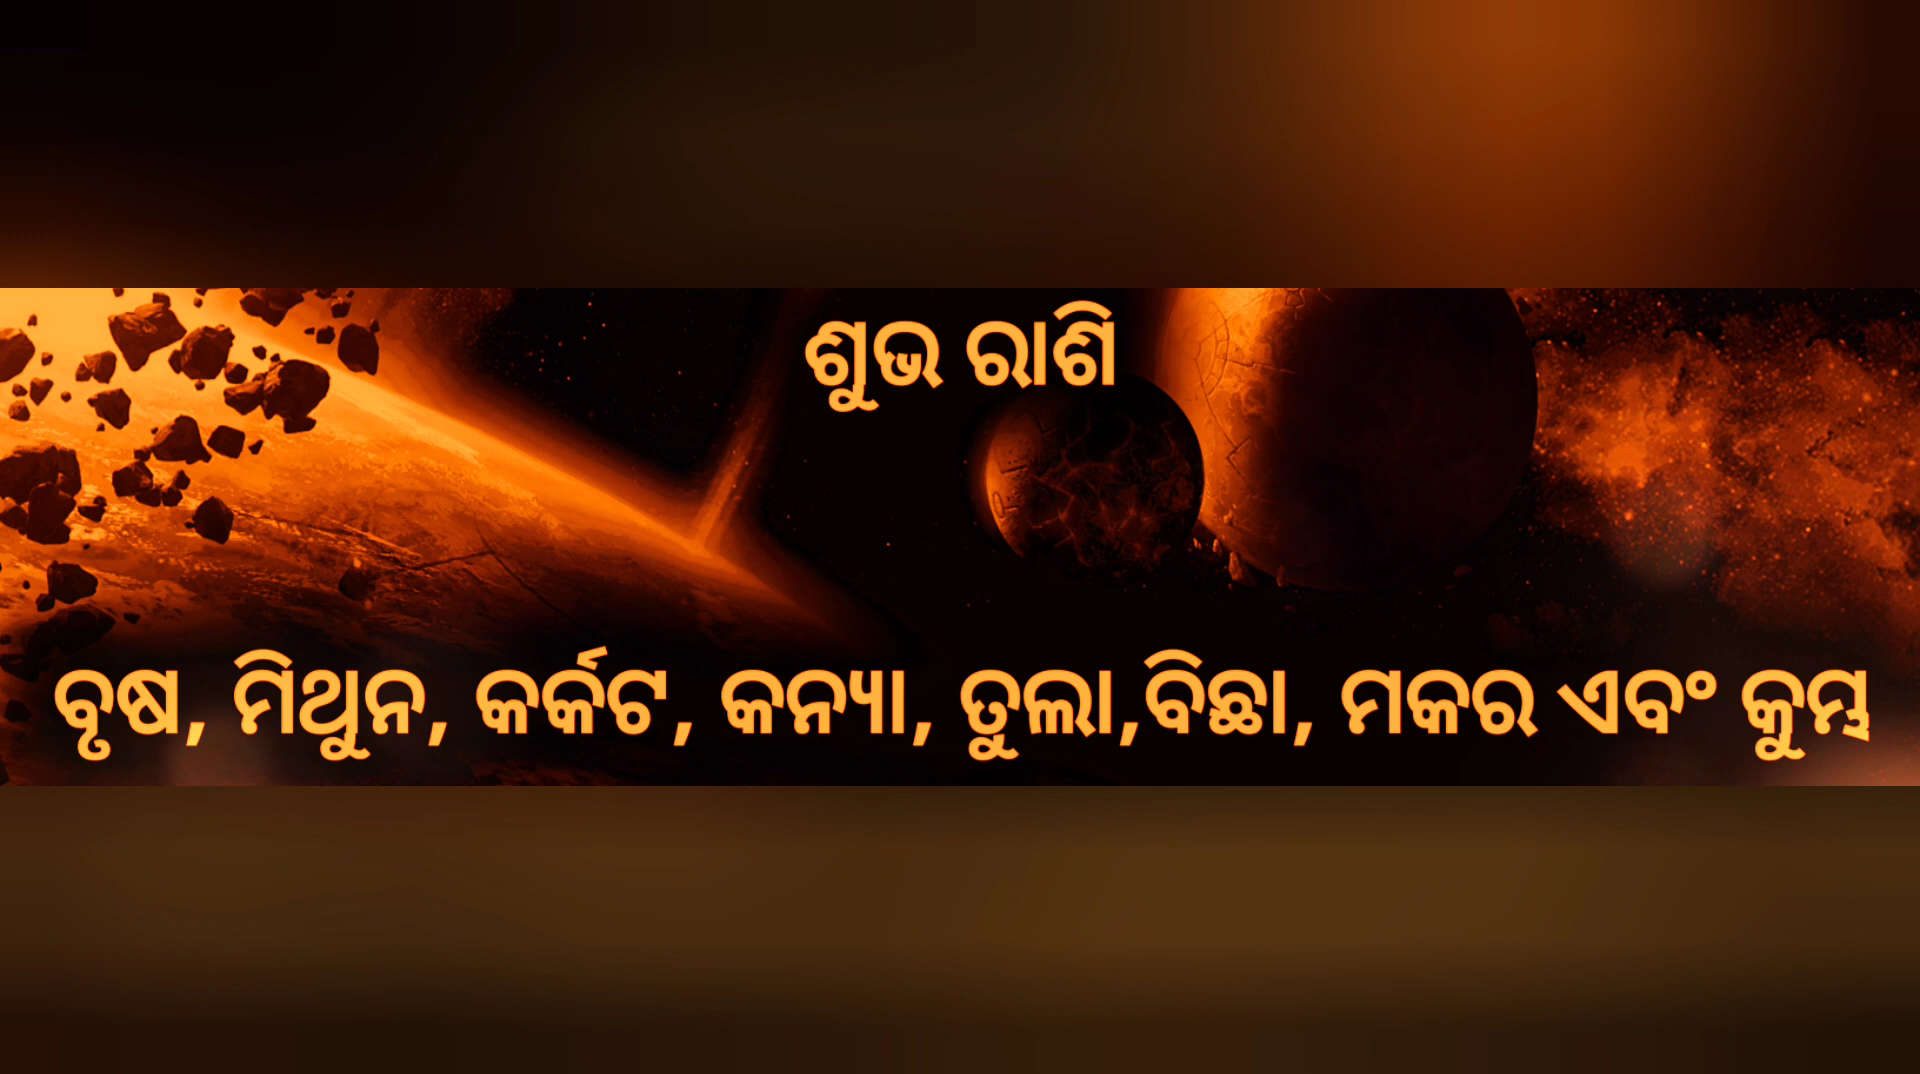 ଶୁଭ ରାଶି
ବୃଷ, ମିଥୁନ, କର୍କଟ, କନ୍ୟା, ତୁଲା,ବିଛା, ମକର ଏବଂ କୁମ୍ଭ